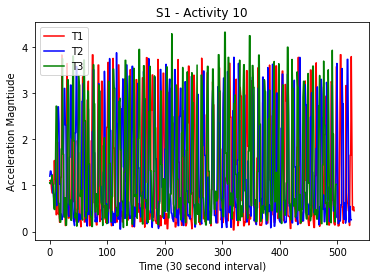 S1 - Activity 10
T1
T2
T3
Acceleration Magntiude
4
3
2
1
0
0
100
200
300
400
500
Time (30 second interval)